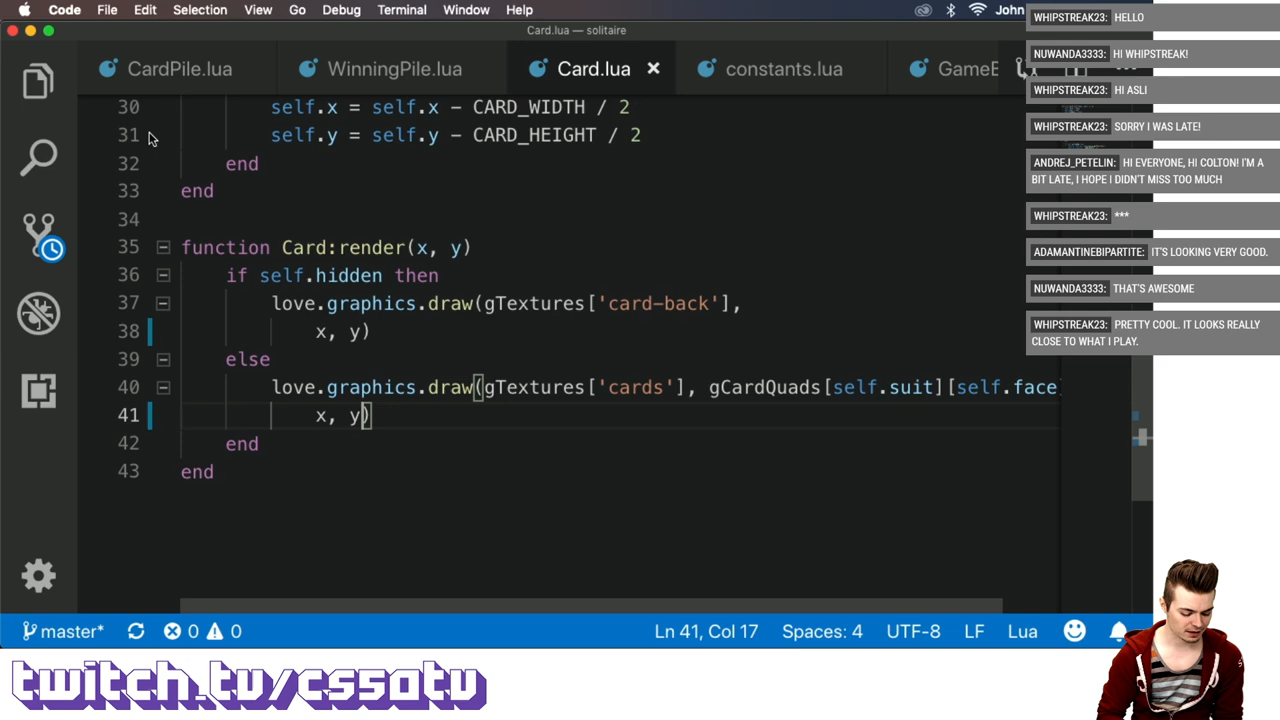 Code File Edit Selection View Go Debug Terminal Window Help John
Card.lua — solitaire
CardPile.lua WinningPile.lua Card.lua constants.lua GameB
30 self.x = self.x - CARD_WIDTH / 2
31 self.y = self.y - CARD_HEIGHT / 2
32 end
33 end
34
35 function Card:render(x, y)
36 if self.hidden then
37 love.graphics.draw(gTextures['card-back'],
38 x, y)
39 else
40 love.graphics.draw(gTextures['cards'], gCardQuads[self.suit][self.face]
41 x, y)
42 end
43 end
master* 0 0 Ln 41, Col 17 Spaces: 4 UTF-8 LF Lua
WHIPSTREAK23: HELLO
NUWANDA3333: HI WHIPSTREAK!
WHIPSTREAK23: HI ASLI
WHIPSTREAK23: SORRY I WAS LATE!
ANDREJ_PETELIN: HI EVERYONE, HI COLTON! I'M A
BIT LATE, I HOPE I DIDN'T MISS TOO MUCH
WHIPSTREAK23: ***
ADAMANTINEBIPARTITE: IT'S LOOKING VERY GOOD.
NUWANDA3333: THAT'S AWESOME
WHIPSTREAK23: PRETTY COOL. IT LOOKS REALLY
CLOSE TO WHAT I PLAY.
twitch.tv/cs50tv